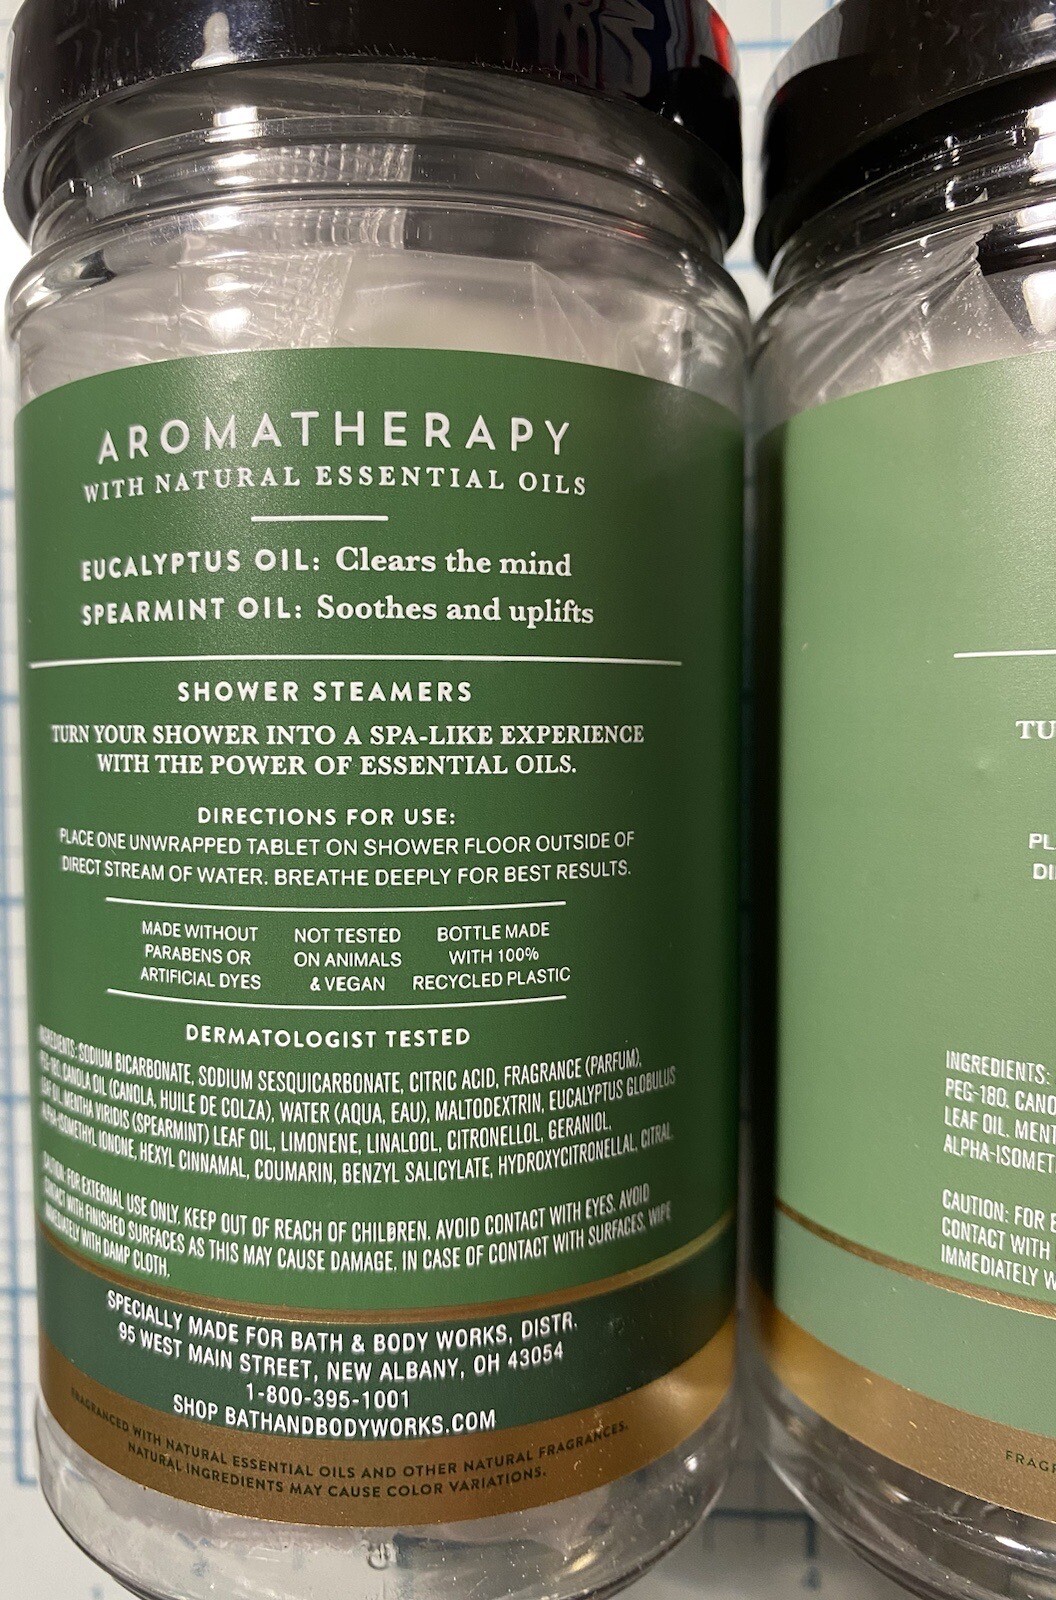 AROMATHERAPY
WITH NATURAL ESSENTIAL OILS
EUCALYPTUS OIL: Clears the mind
SPEARMINT OIL: Soothes and uplifts
SHOWER STEAMERS
TURN YOUR SHOWER INTO A SPA-LIKE EXPERIENCE
WITH THE POWER OF ESSENTIAL OILS.
DIRECTIONS FOR USE:
PLACE ONE UNWRAPPED TABLET ON SHOWER FLOOR OUTSIDE OF
DIRECT STREAM OF WATER. BREATHE DEEPLY FOR BEST RESULTS.
MADE WITHOUT
PARABENS OR
ARTIFICIAL DYES
NOT TESTED
ON ANIMALS
& VEGAN
BOTTLE MADE
WITH 100%
RECYCLED PLASTIC
DERMATOLOGIST TESTED
INGREDIENTS: SODIUM BICARBONATE, SODIUM SESQUICARBONATE, CITRIC ACID, FRAGRANCE (PARFUM),
PEG-180, CANOLA OIL (CANOLA, HUILE DE COLZA), WATER (AQUA, EAU), MALTODEXTRIN, EUCALYPTUS GLOBULUS
LEAF OIL, MENTHA VIRIDIS (SPEARMINT) LEAF OIL, LIMONENE, LINALOOL, CITRONELLOL, GERANIOL,
ALPHA-ISOMETHYL IONONE, HEXYL CINNAMAL, COUMARIN, BENZYL SALICYLATE, HYDROXYCITRONELLAL, CITRAL.
CAUTION: FOR EXTERNAL USE ONLY. KEEP OUT OF REACH OF CHILDREN. AVOID CONTACT WITH EYES. AVOID
CONTACT WITH FINISHED SURFACES AS THIS MAY CAUSE DAMAGE. IN CASE OF CONTACT WITH SURFACES, WIPE
IMMEDIATELY WITH DAMP CLOTH.
SPECIALLY MADE FOR BATH & BODY WORKS, DISTR.
95 WEST MAIN STREET, NEW ALBANY, OH 43054
1-800-395-1001
SHOP BATHANDBODYWORKS.COM
FRAGRANCED WITH NATURAL ESSENTIAL OILS AND OTHER NATURAL FRAGRANCES.
NATURAL INGREDIENTS MAY CAUSE COLOR VARIATIONS.
TU
PL
DI
INGREDIENTS:
PEG-180, CANO
LEAF OIL, MENT
ALPHA-ISOMET
CAUTION: FOR E
CONTACT WITH
IMMEDIATELY W
FRAG